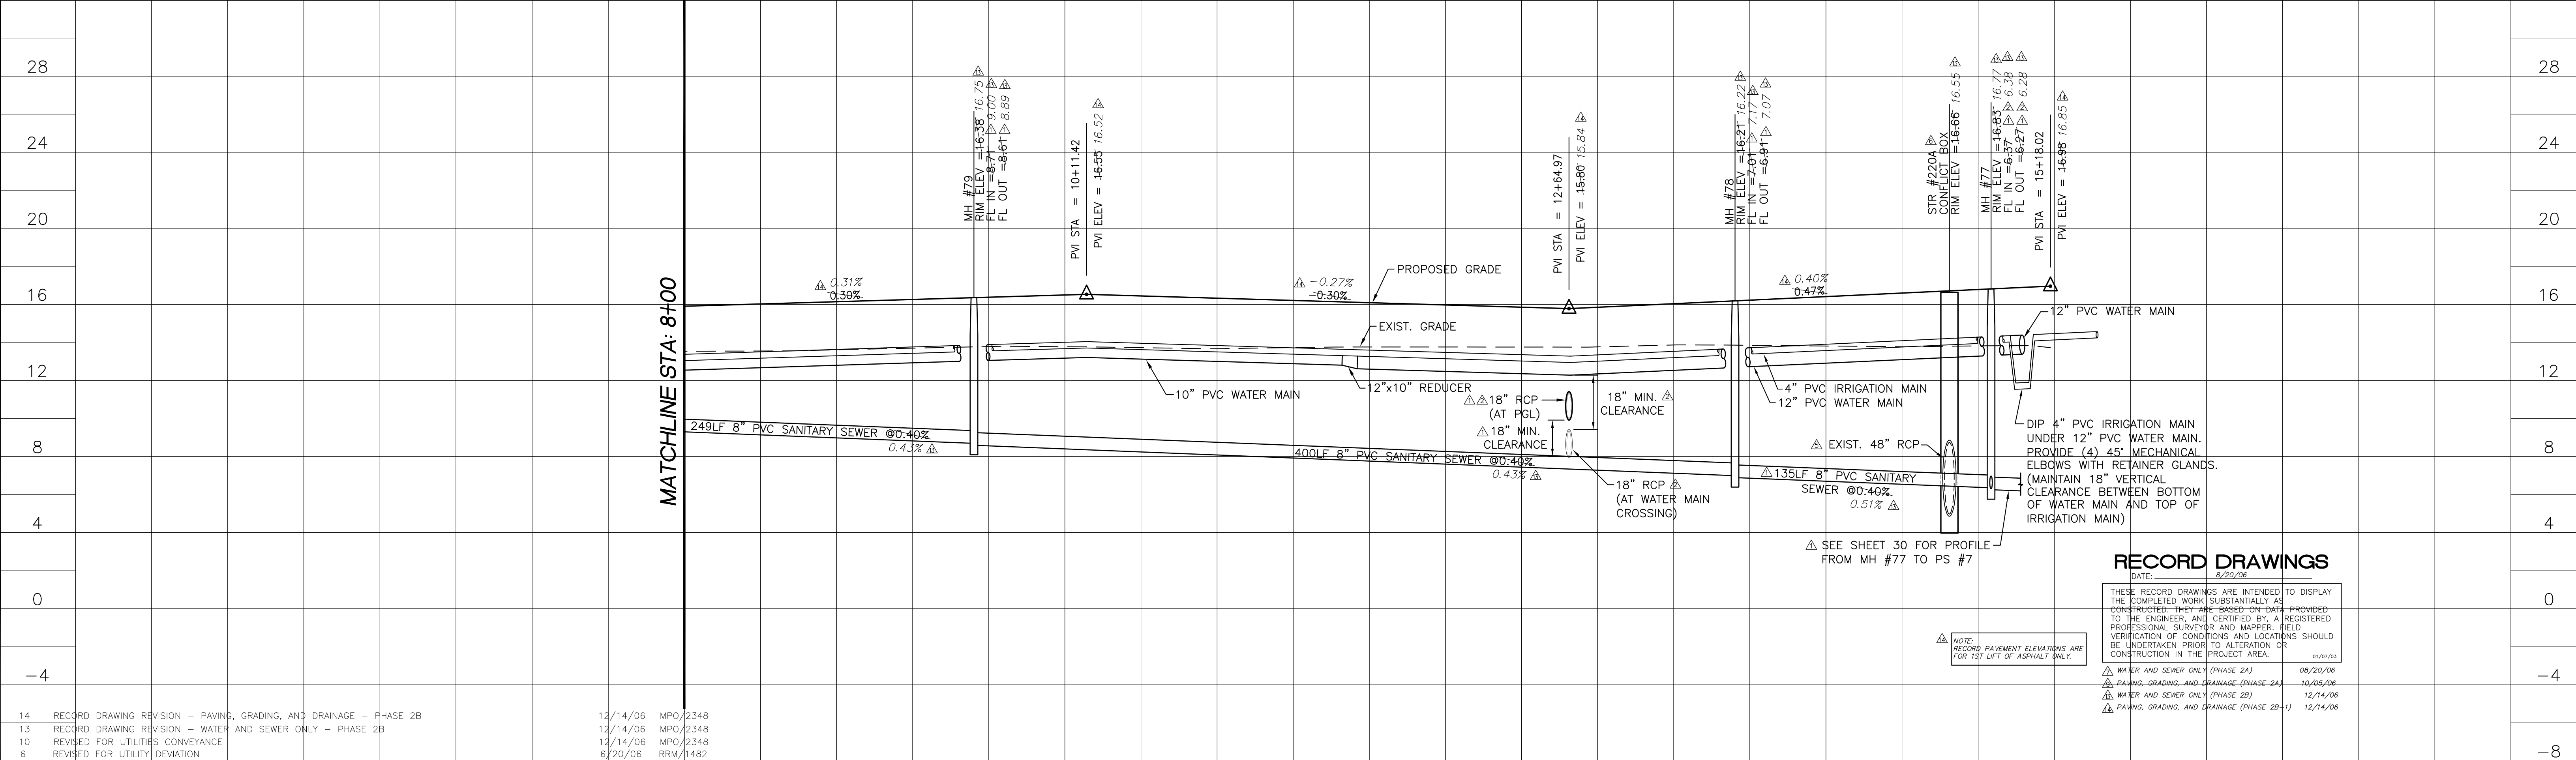 28
24
20
16
12
8
4
0
-4
MATCHLINE STA: 8+00
0.31%
0.30%
MH #79
RIM ELEV =16.38 16.75
FL IN =8.71 9.00
FL OUT =8.61 8.89
PVI STA = 10+11.42
PVI ELEV = 16.55 16.52
-0.27%
-0.30%
PROPOSED GRADE
EXIST. GRADE
PVI STA = 12+64.97
PVI ELEV = 15.80 15.84
MH #78
RIM ELEV =16.21 16.22
FL IN =7.01 7.17
FL OUT =6.91 7.07
0.40%
0.47%
STR #220A
CONFLICT BOX
RIM ELEV =16.66 16.55
MH #77
RIM ELEV =16.83 16.77
FL IN =6.37 6.38
FL OUT =6.27 6.28
PVI STA = 15+18.02
PVI ELEV =16.98 16.85
12" PVC WATER MAIN
10" PVC WATER MAIN
12"x10" REDUCER
18" RCP
(AT PGL)
18" MIN.
CLEARANCE
18" MIN.
CLEARANCE
4" PVC IRRIGATION MAIN
12" PVC WATER MAIN
249LF 8" PVC SANITARY SEWER @0.40%
0.43%
400LF 8" PVC SANITARY SEWER @0.40%
0.43%
18" RCP
(AT WATER MAIN
CROSSING)
EXIST. 48" RCP
135LF 8" PVC SANITARY
SEWER @0.40%
0.51%
DIP 4" PVC IRRIGATION MAIN
UNDER 12" PVC WATER MAIN.
PROVIDE (4) 45° MECHANICAL
ELBOWS WITH RETAINER GLANDS.
(MAINTAIN 18" VERTICAL
CLEARANCE BETWEEN BOTTOM
OF WATER MAIN AND TOP OF
IRRIGATION MAIN)
SEE SHEET 30 FOR PROFILE
FROM MH #77 TO PS #7
RECORD DRAWINGS
DATE: 8/20/06
THESE RECORD DRAWINGS ARE INTENDED TO DISPLAY
THE COMPLETED WORK SUBSTANTIALLY AS
CONSTRUCTED. THEY ARE BASED ON DATA PROVIDED
TO THE ENGINEER, AND CERTIFIED BY, A REGISTERED
PROFESSIONAL SURVEYOR AND MAPPER. FIELD
VERIFICATION OF CONDITIONS AND LOCATIONS SHOULD
BE UNDERTAKEN PRIOR TO ALTERATION OR
CONSTRUCTION IN THE PROJECT AREA. 01/07/03
NOTE:
RECORD PAVEMENT ELEVATIONS ARE
FOR 1ST LIFT OF ASPHALT ONLY.
WATER AND SEWER ONLY (PHASE 2A) 08/20/06
PAVING, GRADING, AND DRAINAGE (PHASE 2A) 10/05/06
WATER AND SEWER ONLY (PHASE 2B) 12/14/06
PAVING, GRADING, AND DRAINAGE (PHASE 2B-1) 12/14/06
14 RECORD DRAWING REVISION - PAVING, GRADING, AND DRAINAGE - PHASE 2B 12/14/06 MPO/2348
13 RECORD DRAWING REVISION - WATER AND SEWER ONLY - PHASE 2B 12/14/06 MPO/2348
10 REVISED FOR UTILITIES CONVEYANCE 12/14/06 MPO/2348
6 REVISED FOR UTILITY DEVIATION 6/20/06 RRM/1482
28
24
20
16
12
8
4
0
-4
-8